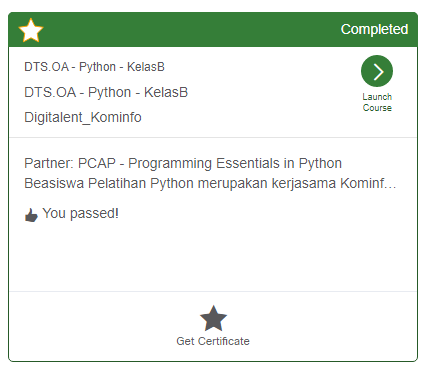 Completed
DTS.OA - Python - KelasB
Launch
Course
DTS.OA - Python - KelasB
Digitalent_Kominfo
Partner: PCAP - Programming Essentials in Python
Beasiswa Pelatihan Python merupakan kerjasama Kominf...
You passed!
Get Certificate